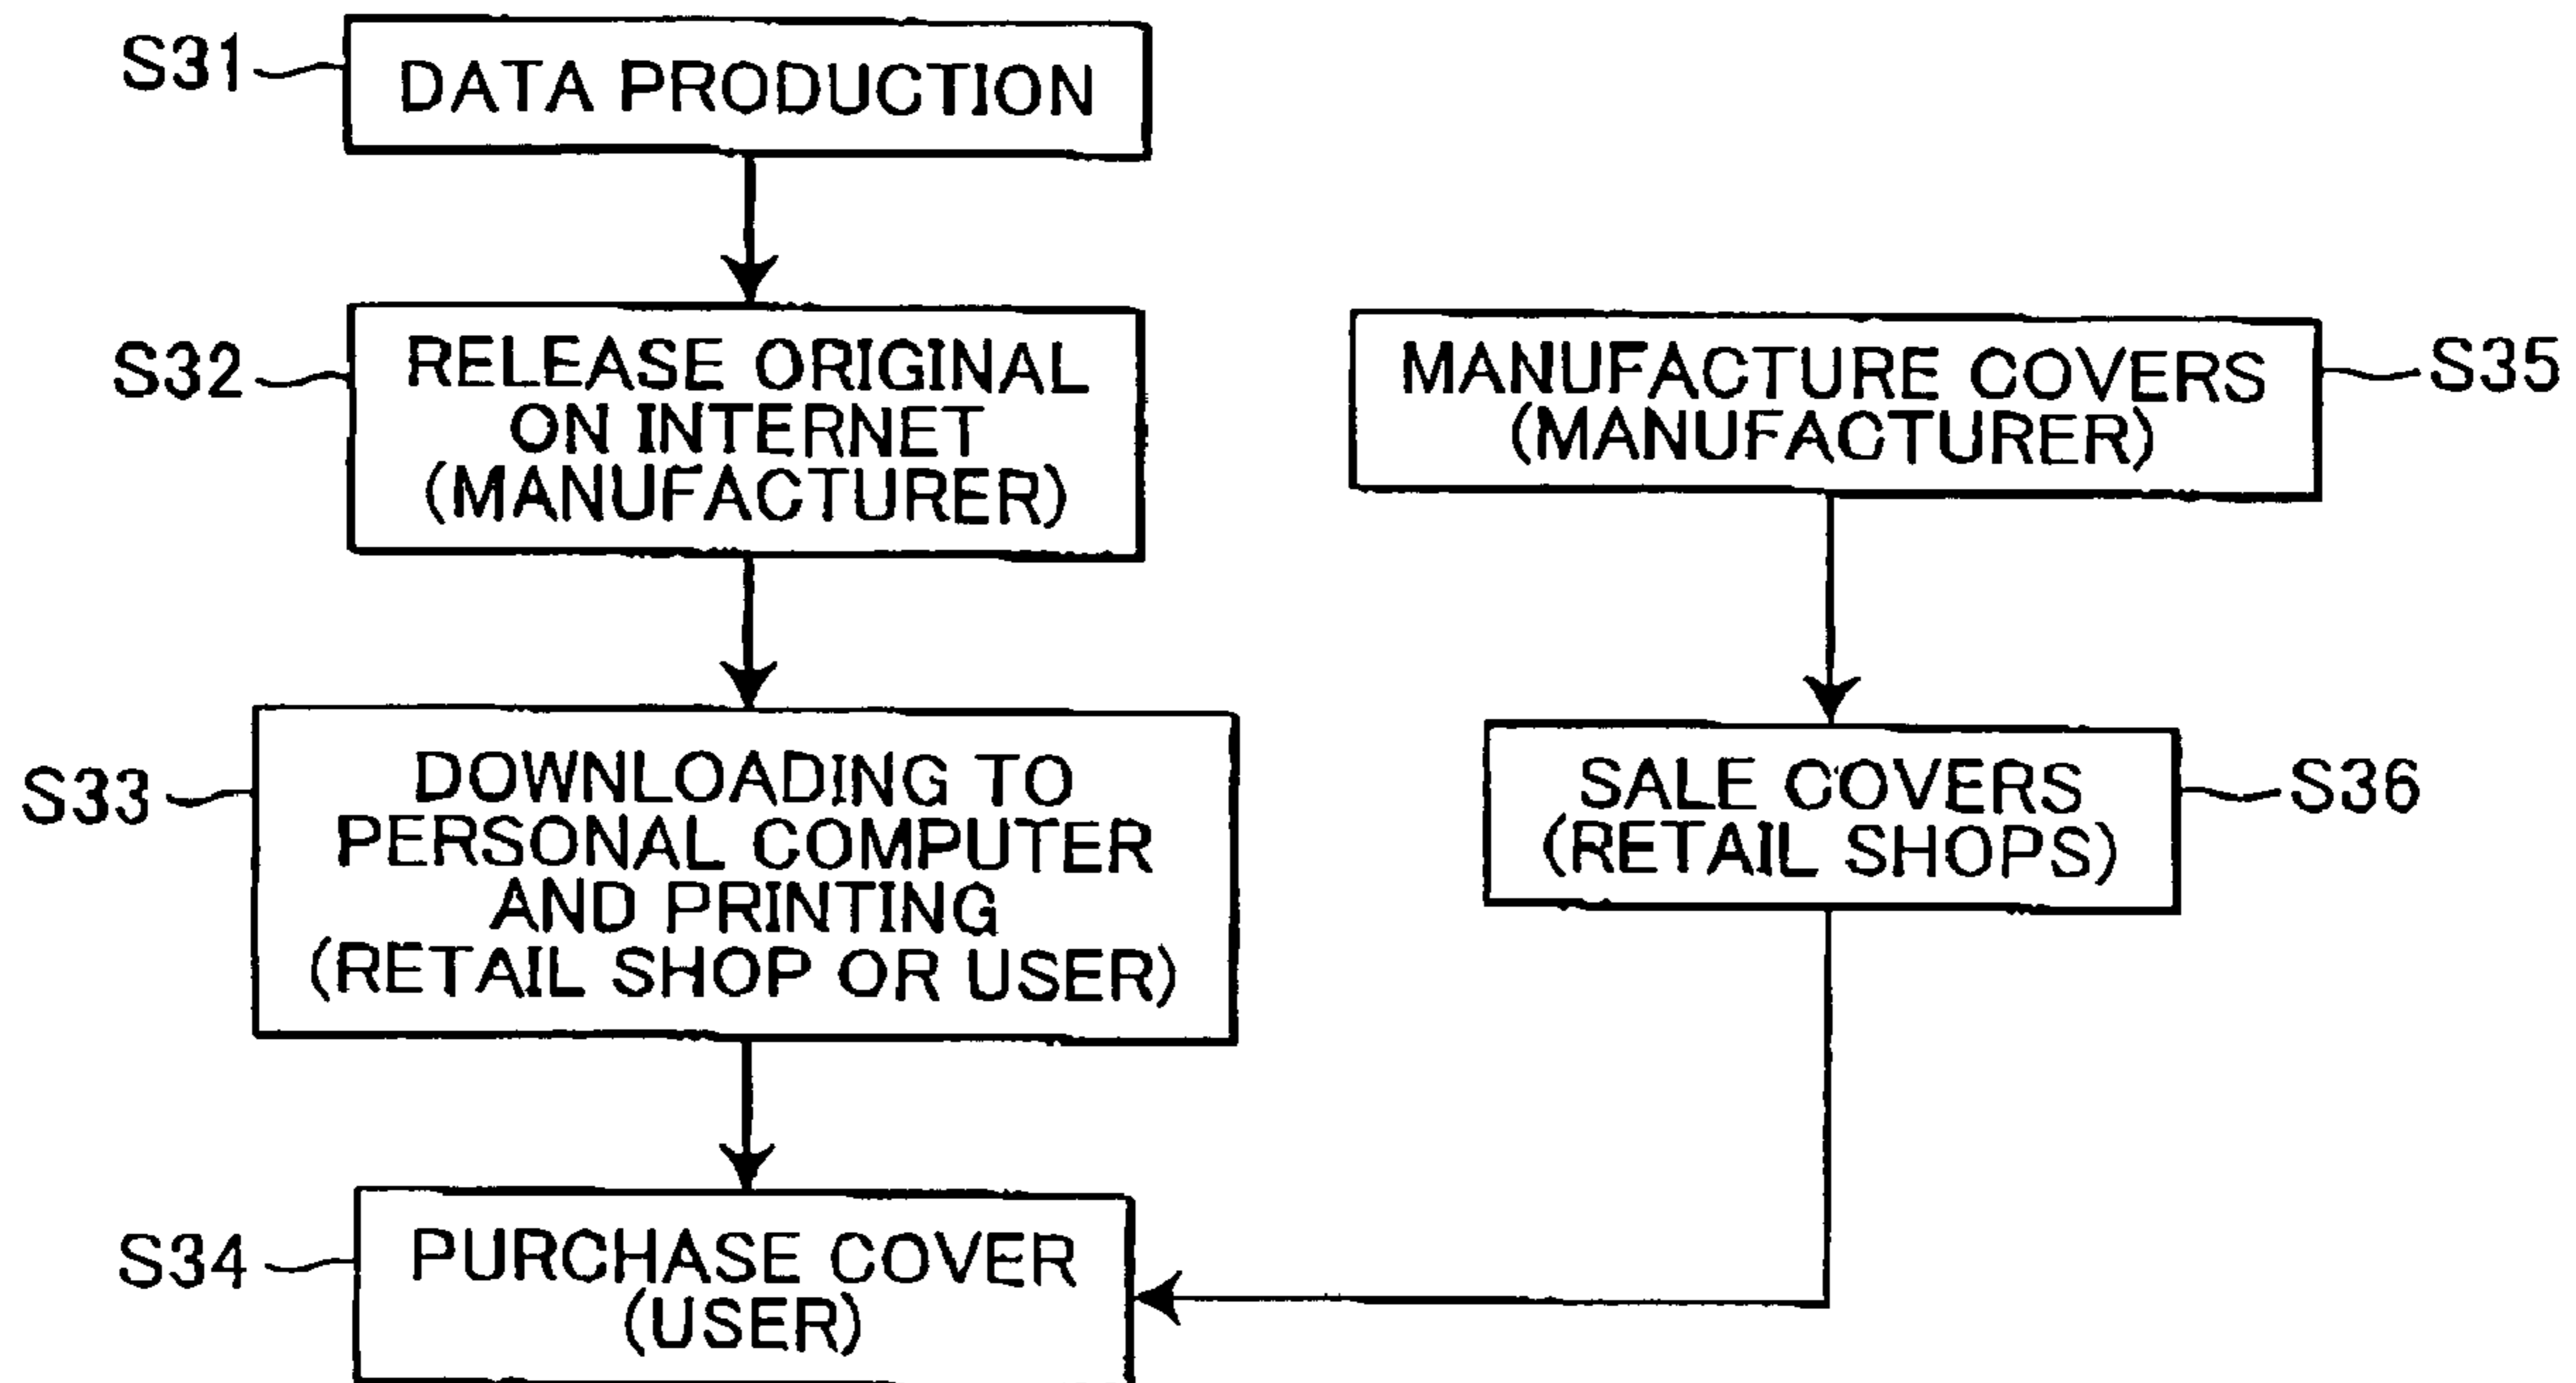 S31
DATA PRODUCTION
S32
RELEASE ORIGINAL
ON INTERNET
(MANUFACTURER)
MANUFACTURE COVERS
(MANUFACTURER)
S35
S33
DOWNLOADING TO
PERSONAL COMPUTER
AND PRINTING
(RETAIL SHOP OR USER)
SALE COVERS
(RETAIL SHOPS)
S36
S34
PURCHASE COVER
(USER)